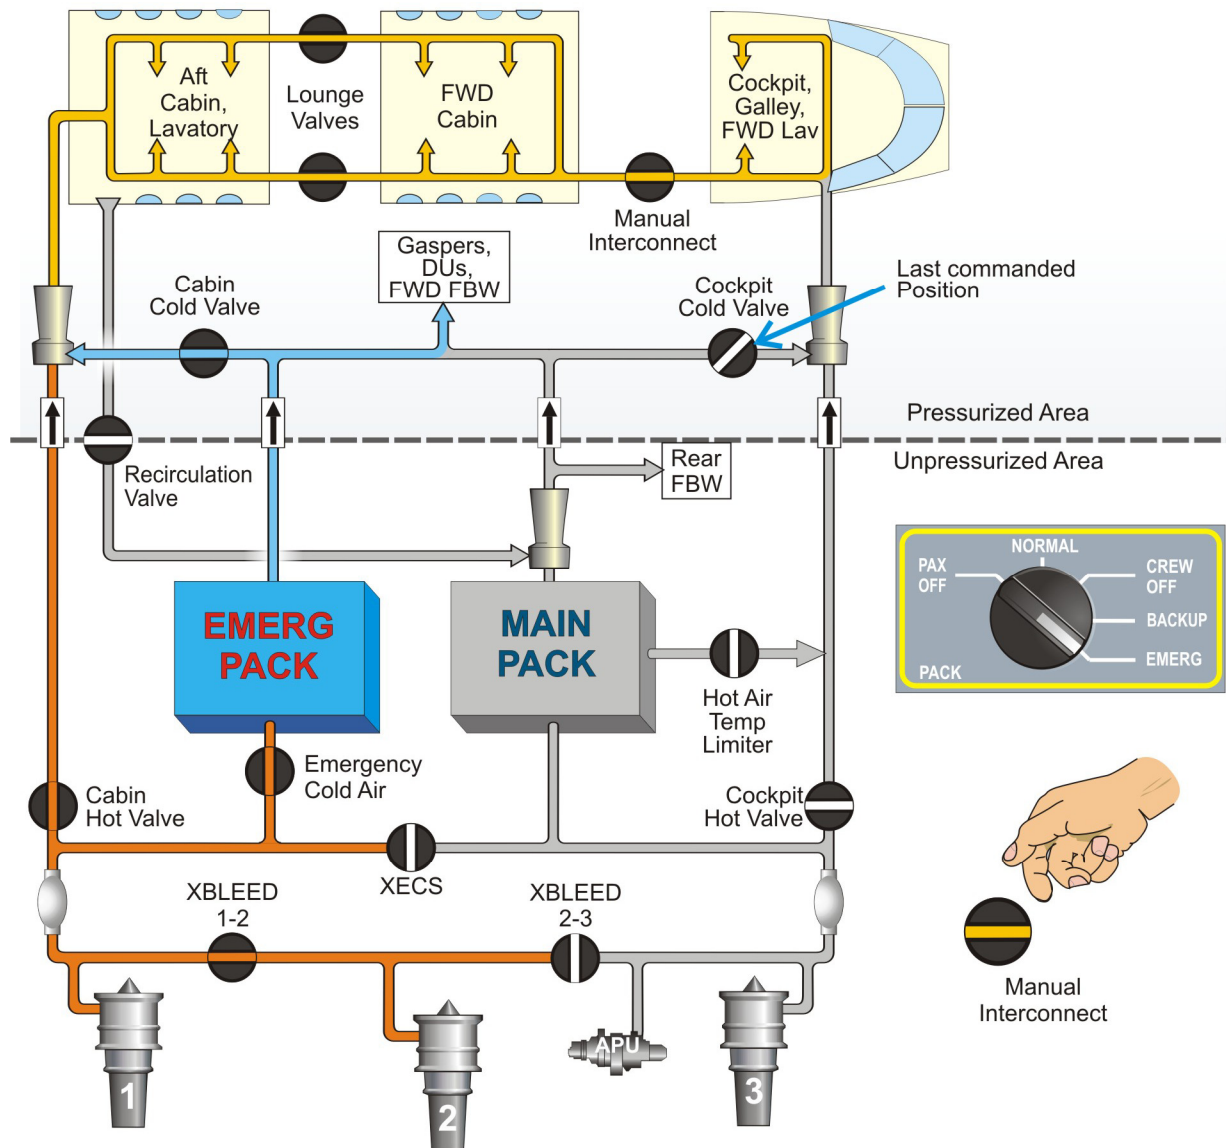 Aft
Cabin,
Lavatory
Lounge
Valves
FWD
Cabin
Cockpit,
Galley,
FWD Lav
Manual
Interconnect
Gaspers,
DUs,
FWD FBW
Cabin
Cold Valve
Cockpit
Cold Valve
Last commanded
Position
Pressurized Area
Unpressurized Area
Recirculation
Valve
Rear
FBW
EMERG
PACK
MAIN
PACK
NORMAL
PAX
OFF
CREW
OFF
BACKUP
EMERG
PACK
Hot Air
Temp
Limiter
Emergency
Cold Air
Cabin
Hot Valve
Cockpit
Hot Valve
XECS
XBLEED
1-2
XBLEED
2-3
Manual
Interconnect
APU
1
2
3